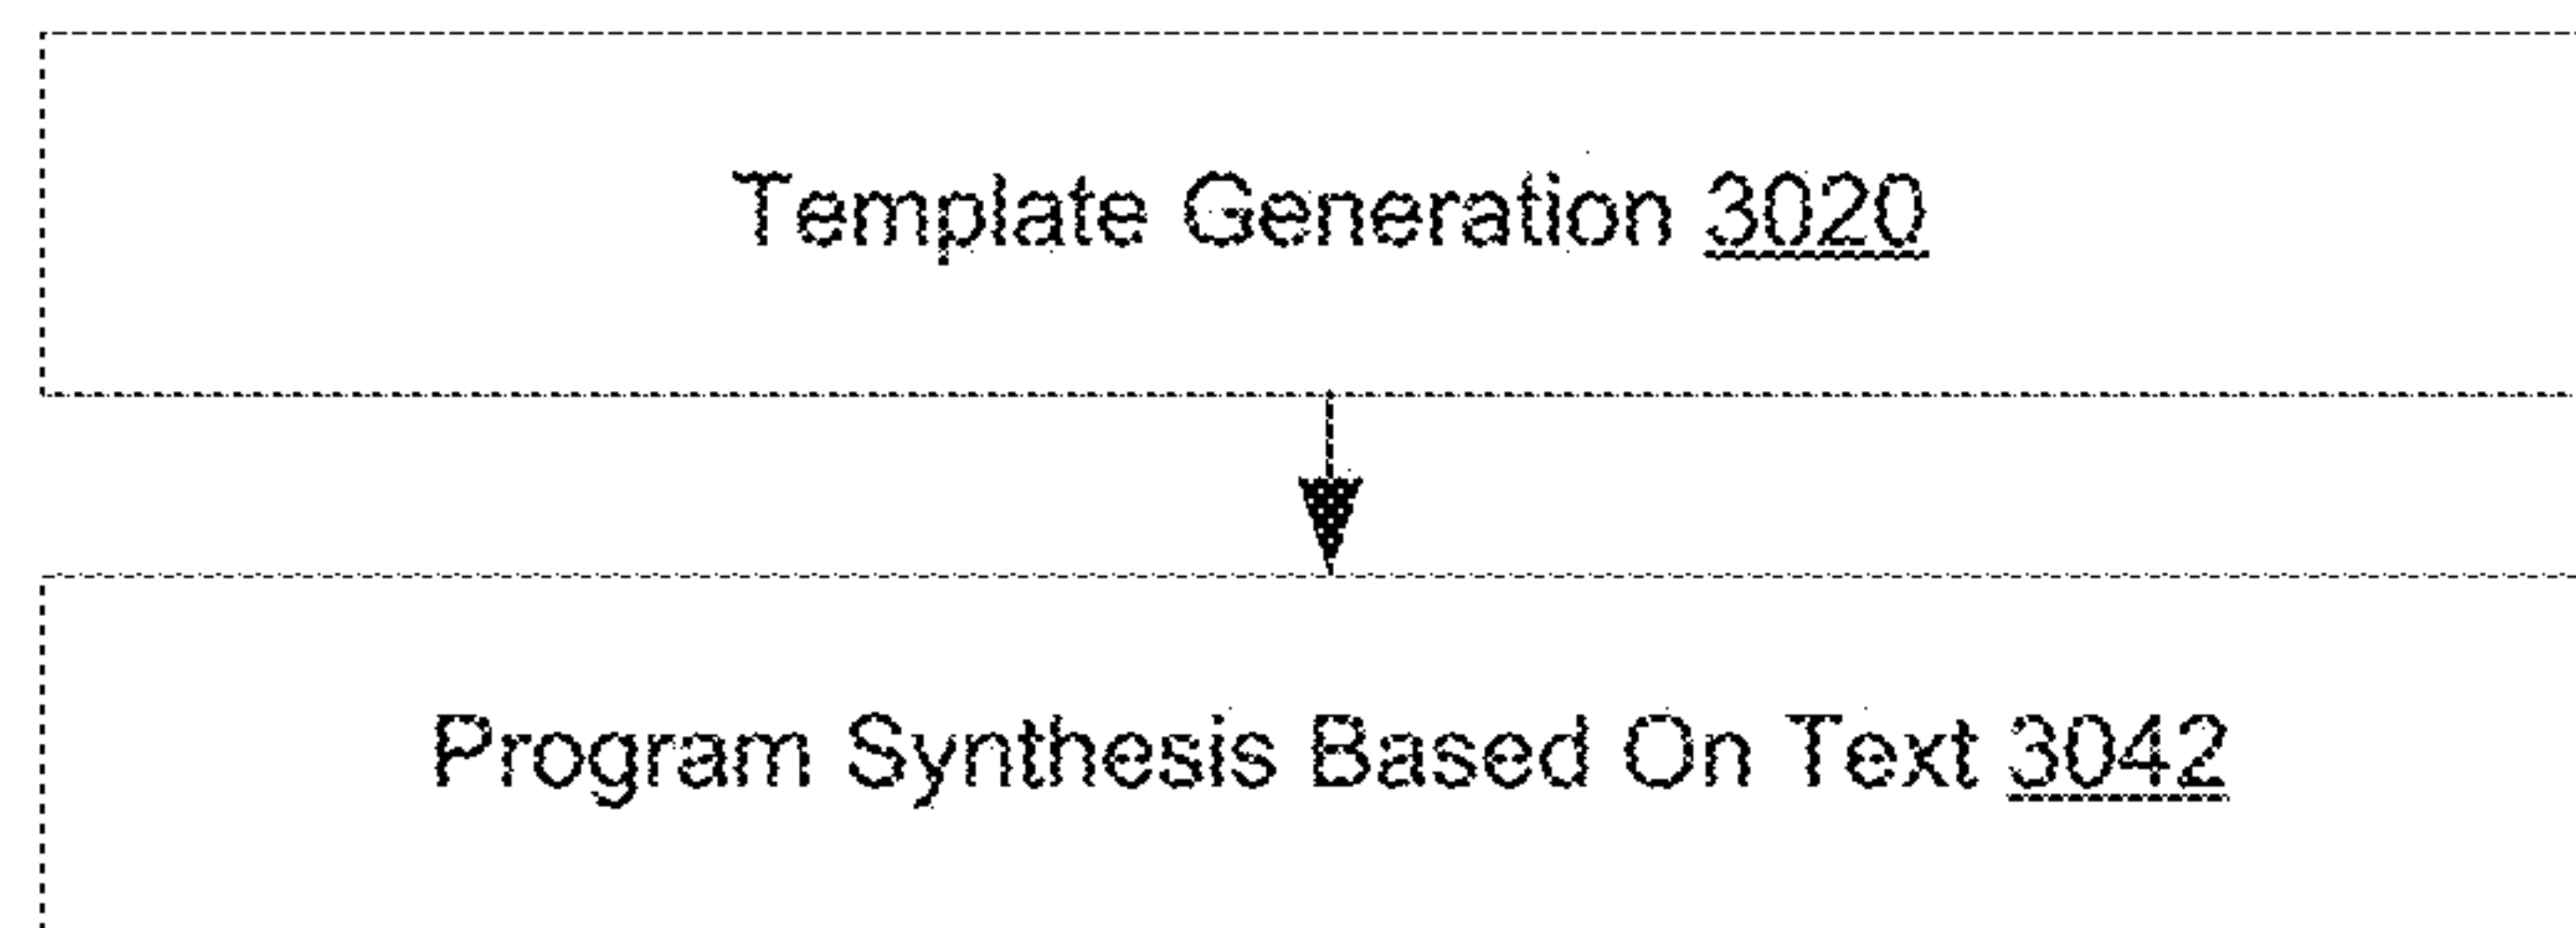 Template Generation 3020
Program Synthesis Based On Text 3042